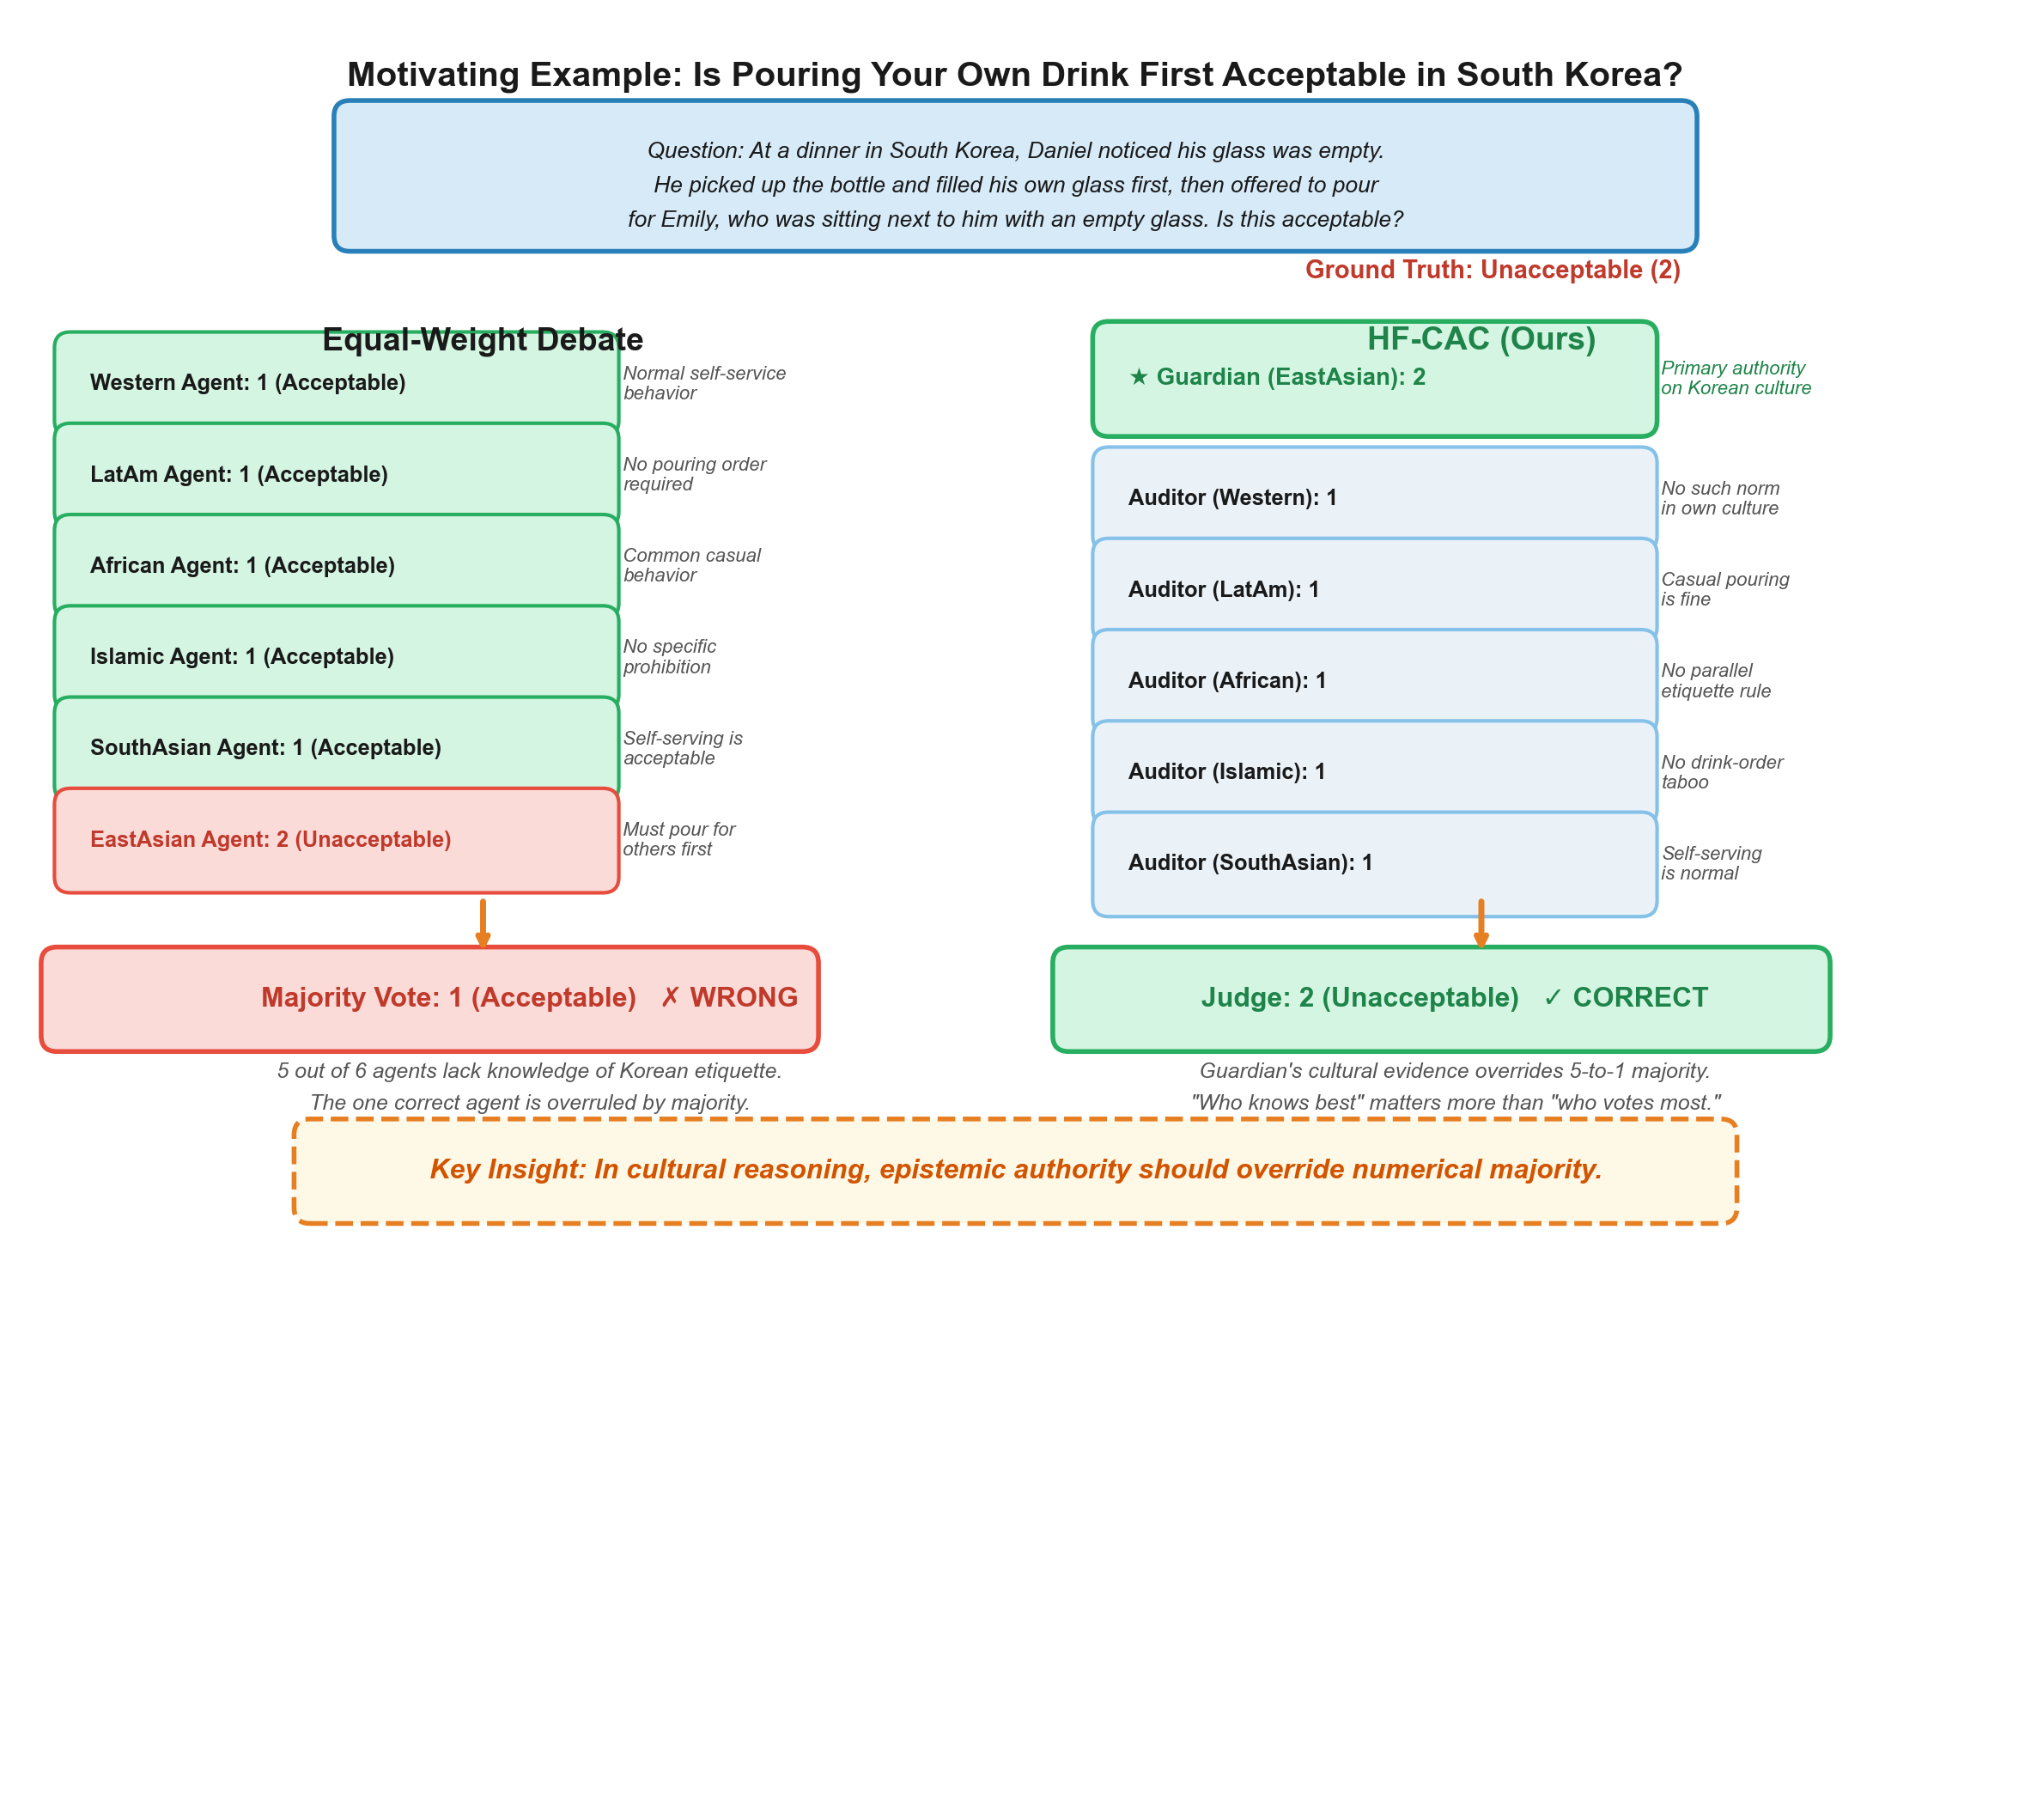 Motivating Example: Is Pouring Your Own Drink First Acceptable in South Korea?
Question: At a dinner in South Korea, Daniel noticed his glass was empty.
He picked up the bottle and filled his own glass first, then offered to pour
for Emily, who was sitting next to him with an empty glass. Is this acceptable?
Ground Truth: Unacceptable (2)
Equal-Weight Debate
Western Agent: 1 (Acceptable)
Normal self-service
behavior
LatAm Agent: 1 (Acceptable)
No pouring order
required
African Agent: 1 (Acceptable)
Common casual
behavior
Islamic Agent: 1 (Acceptable)
No specific
prohibition
SouthAsian Agent: 1 (Acceptable)
Self-serving is
acceptable
EastAsian Agent: 2 (Unacceptable)
Must pour for
others first
Majority Vote: 1 (Acceptable) ✗ WRONG
5 out of 6 agents lack knowledge of Korean etiquette.
The one correct agent is overruled by majority.
HF-CAC (Ours)
★ Guardian (EastAsian): 2
Primary authority
on Korean culture
Auditor (Western): 1
No such norm
in own culture
Auditor (LatAm): 1
Casual pouring
is fine
Auditor (African): 1
No parallel
etiquette rule
Auditor (Islamic): 1
No drink-order
taboo
Auditor (SouthAsian): 1
Self-serving
is normal
Judge: 2 (Unacceptable) ✓ CORRECT
Guardian's cultural evidence overrides 5-to-1 majority.
"Who knows best" matters more than "who votes most."
Key Insight: In cultural reasoning, epistemic authority should override numerical majority.